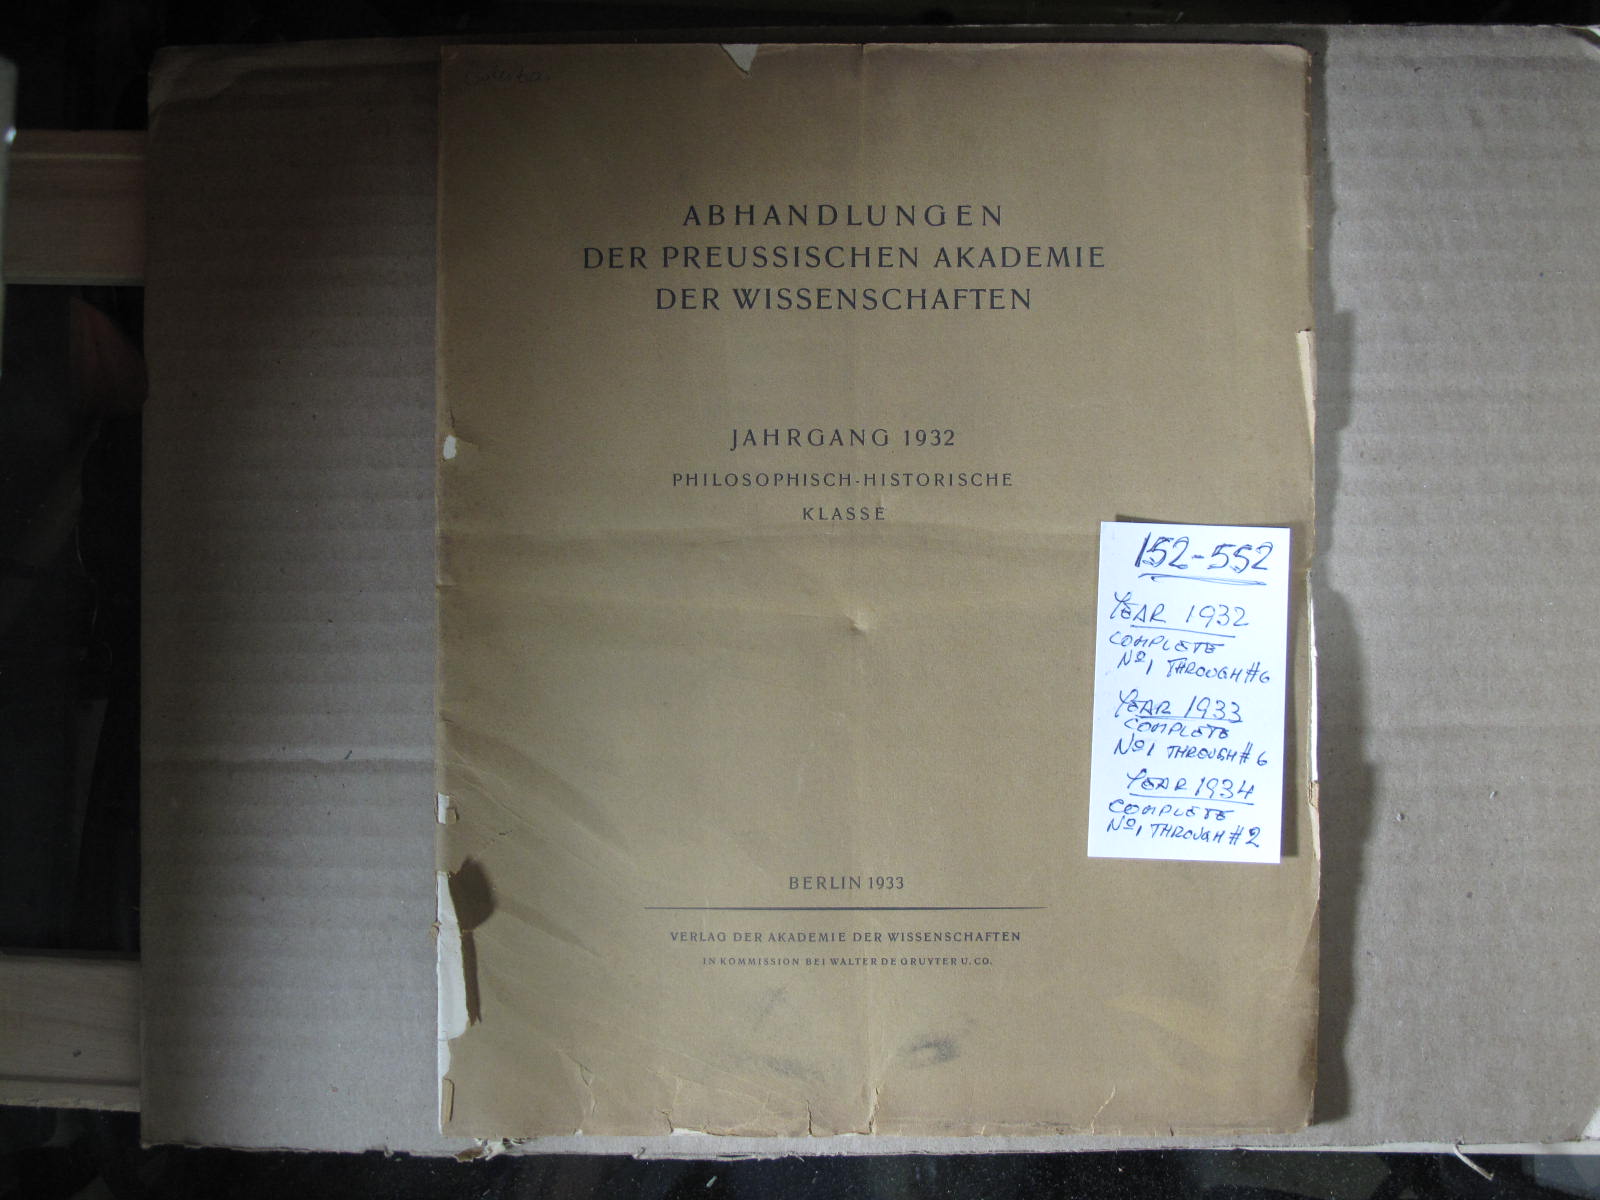 ABHANDLUNGEN
DER PREUSSISCHEN AKADEMIE
DER WISSENSCHAFTEN
JAHRGANG 1932
PHILOSOPHISCH-HISTORISCHE
KLASSE
152-552
YEAR 1932
COMPLETE
Nº1 THROUGH #6
YEAR 1933
COMPLETE
Nº1 THROUGH #6
YEAR 1934
COMPLETE
Nº1 THROUGH #2
BERLIN 1933
VERLAG DER AKADEMIE DER WISSENSCHAFTEN
IN KOMMISSION BEI WALTER DE GRUYTER U. CO.